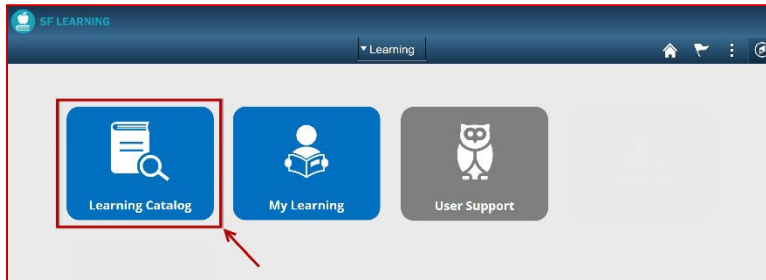 SF LEARNING
Learning
Learning Catalog
My Learning
User Support